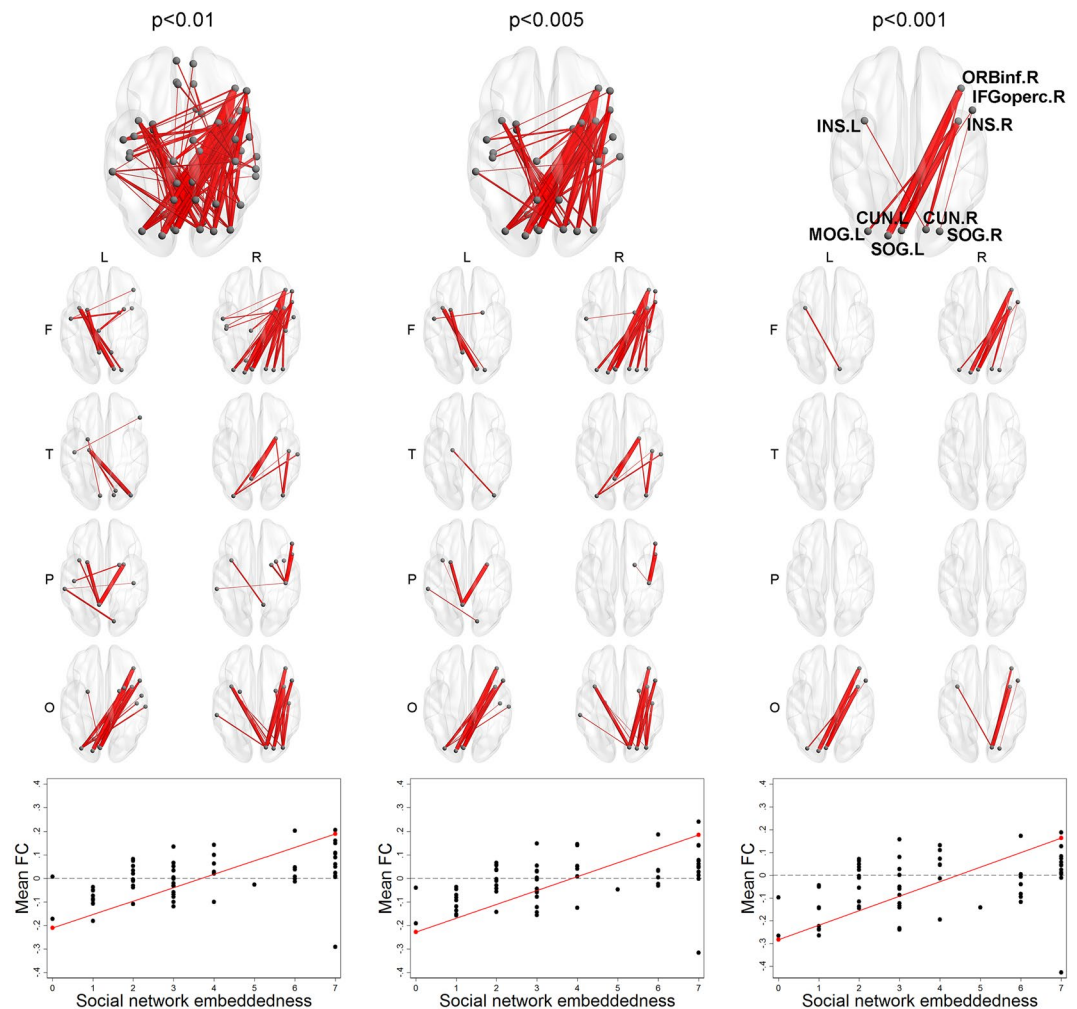 p<0.01 p<0.005 p<0.001
ORBinf.R
IFGoperc.R
INS.L INS.R
CUN.L CUN.R
MOG.L SOG.R
SOG.L
L R L R L R
F F F
T T T
P P P
O O O
.4 .4 .4
.3 .3 .3
.2 .2 .2
.1 .1 .1
0 0 0
-.1 -.1 -.1
-.2 -.2 -.2
-.3 -.3 -.3
-.4 -.4 -.4
Mean FC Mean FC Mean FC
0 1 2 3 4 5 6 7 0 1 2 3 4 5 6 7 0 1 2 3 4 5 6 7
Social network embeddedness Social network embeddedness Social network embeddedness